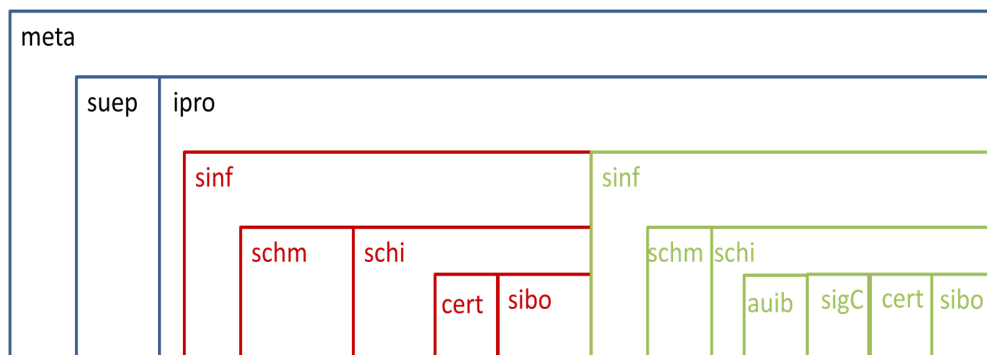 meta
suep ipro
sinf sinf
schm schi schm schi
cert sibo auib sigC cert sibo